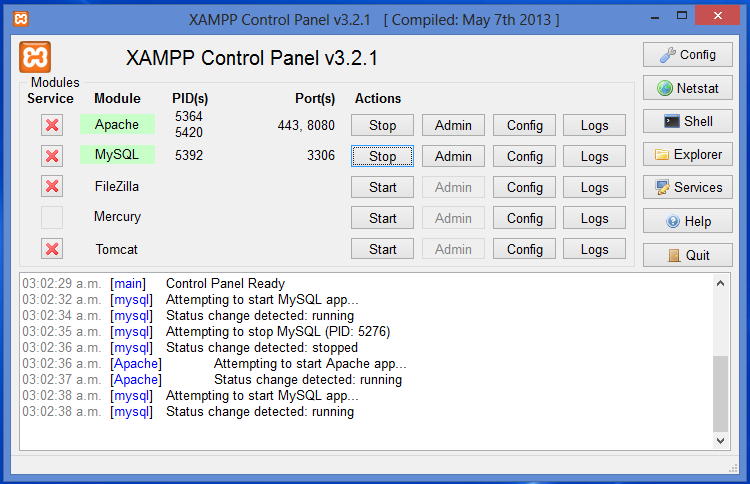 XAMPP Control Panel v3.2.1 [ Compiled: May 7th 2013 ]
XAMPP Control Panel v3.2.1
Config
Modules
Service Module PID(s) Port(s) Actions
Netstat
Apache 5364 5420 443, 8080 Stop Admin Config Logs
Shell
MySQL 5392 3306 Stop Admin Config Logs
Explorer
FileZilla Start Admin Config Logs
Services
Mercury Start Admin Config Logs
Help
Tomcat Start Admin Config Logs
Quit
03:02:29 a.m. [main] Control Panel Ready
03:02:32 a.m. [mysql] Attempting to start MySQL app...
03:02:34 a.m. [mysql] Status change detected: running
03:02:35 a.m. [mysql] Attempting to stop MySQL (PID: 5276)
03:02:36 a.m. [mysql] Status change detected: stopped
03:02:36 a.m. [Apache] Attempting to start Apache app...
03:02:37 a.m. [Apache] Status change detected: running
03:02:38 a.m. [mysql] Attempting to start MySQL app...
03:02:38 a.m. [mysql] Status change detected: running